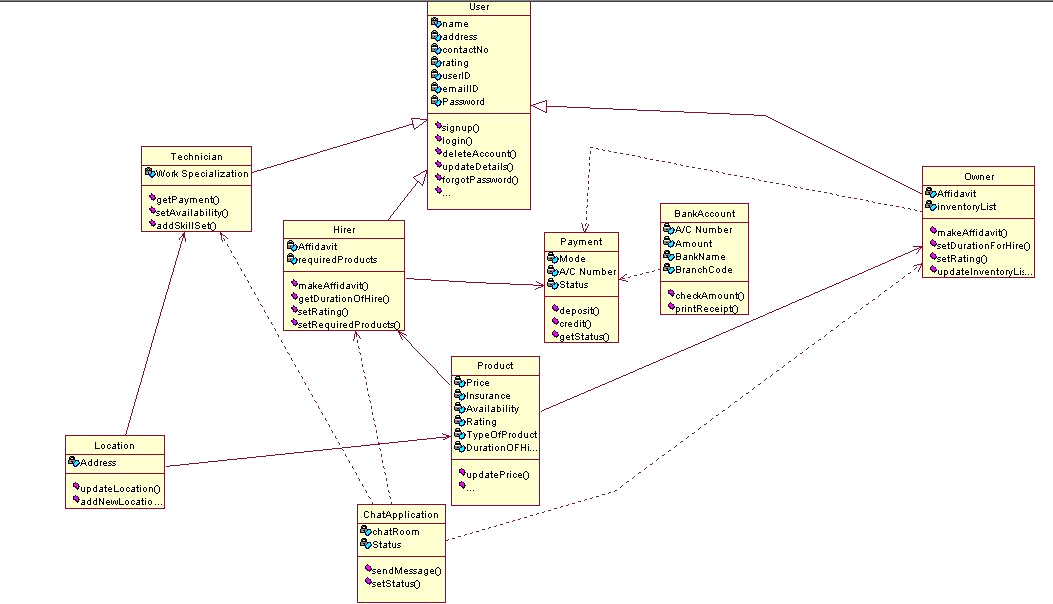 User
name
address
contactNo
rating
userID
emailID
Password
signup()
login()
deleteAccount()
updateDetails()
forgotPassword()
...
Technician
Work Specialization
getPayment()
setAvailability()
addSkillSet()
Hirer
Affidavit
requiredProducts
makeAffidavit()
getDurationOfHire()
setRating()
setRequiredProducts()
Payment
Mode
A/C Number
Status
deposit()
credit()
getStatus()
BankAccount
A/C Number
Amount
BankName
BranchCode
checkAmount()
printReceipt()
Owner
Affidavit
inventoryList
makeAffidavit()
setDurationForHire()
setRating()
updateInventoryLis...
Product
Price
Insurance
Availability
Rating
TypeOfProduct
DurationOFHi...
updatePrice()
...
Location
Address
updateLocation()
addNewLocatio...
ChatApplication
chatRoom
Status
sendMessage()
setStatus()